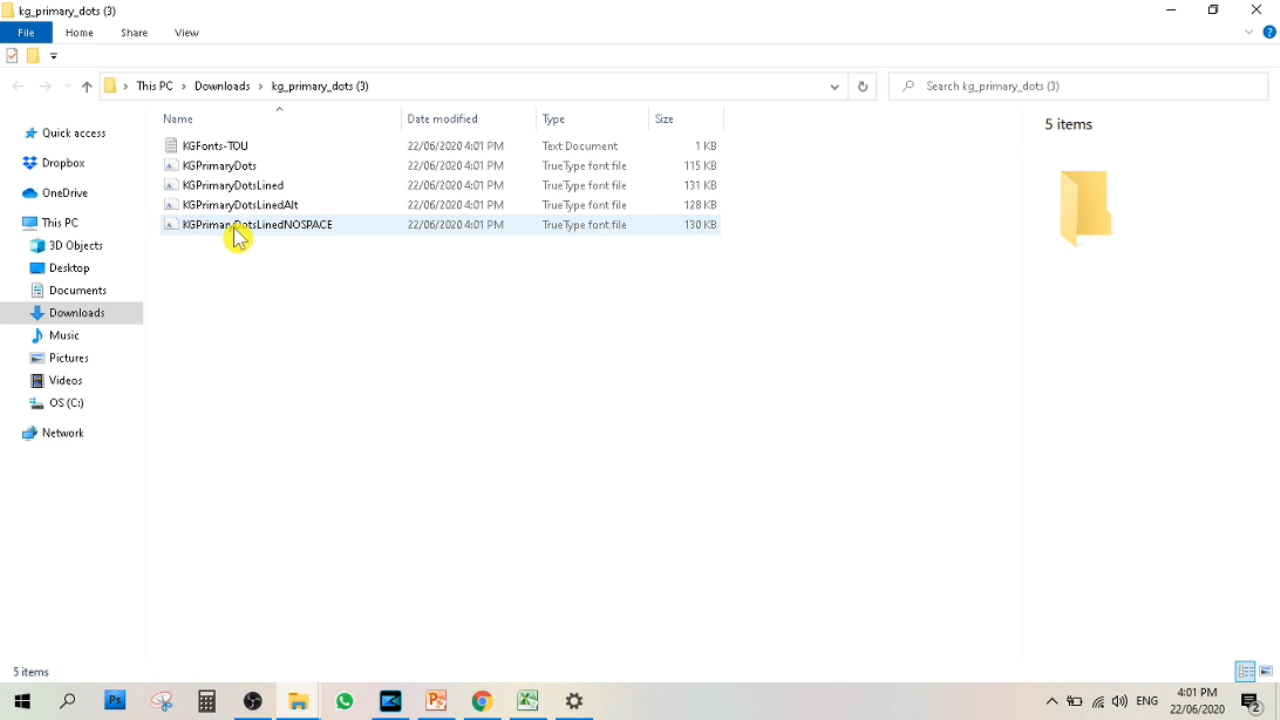 kg_primary_dots (3)
File Home Share View
This PC Downloads kg_primary_dots (3) Search kg_primary_dots (3)
Name Date modified Type Size
KGFonts-TOU 22/06/2020 4:01 PM Text Document 1 KB
KGPrimaryDots 22/06/2020 4:01 PM TrueType font file 115 KB
KGPrimaryDotsLined 22/06/2020 4:01 PM TrueType font file 131 KB
KGPrimaryDotsLinedAlt 22/06/2020 4:01 PM TrueType font file 128 KB
KGPrimaryDotsLinedNOSPACE 22/06/2020 4:01 PM TrueType font file 130 KB
Quick access
Dropbox
OneDrive
This PC
3D Objects
Desktop
Documents
Downloads
Music
Pictures
Videos
OS (C:)
Network
5 items
5 items
Ps
ENG
4:01 PM
22/06/2020
2